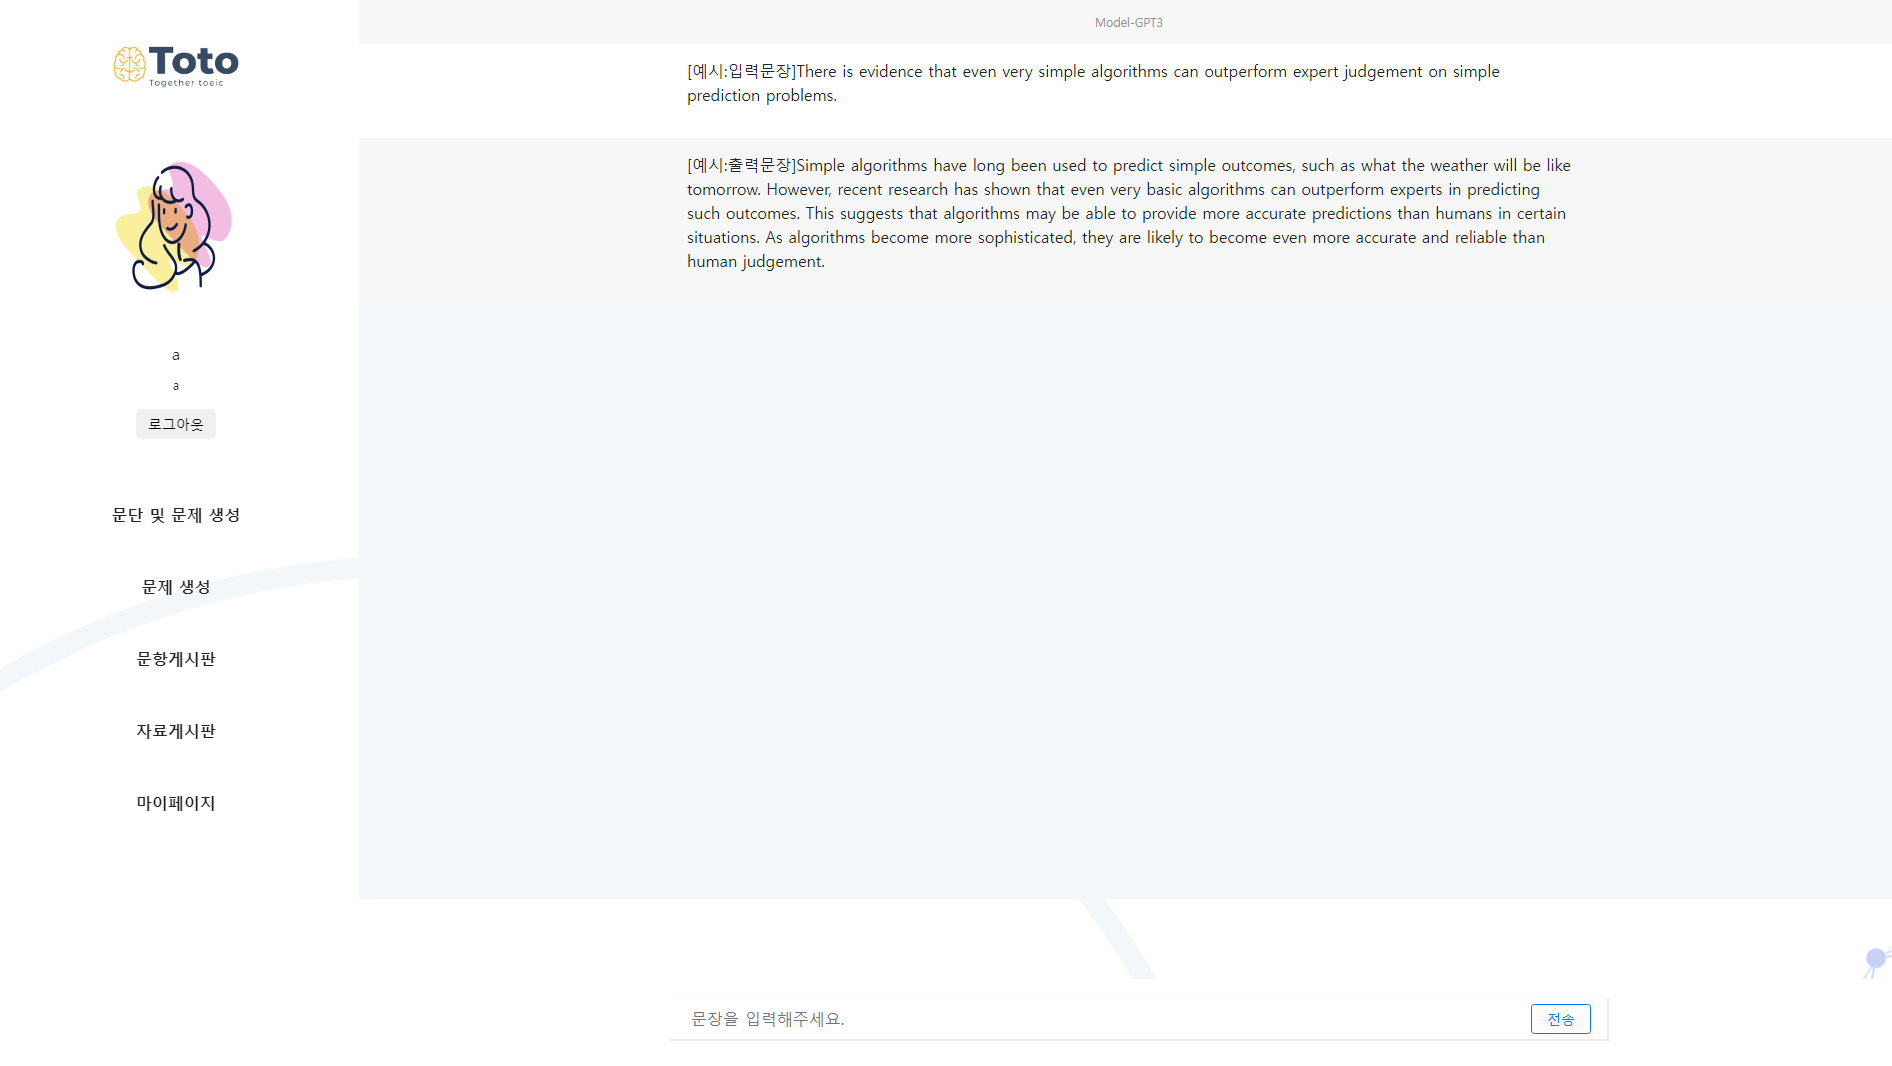 Toto
Together toeic
a
a
로그아웃
문단 및 문제 생성
문제 생성
문항게시판
자료게시판
마이페이지
Model-GPT3
[예시:입력문장]There is evidence that even very simple algorithms can outperform expert judgement on simple
prediction problems.
[예시:출력문장]Simple algorithms have long been used to predict simple outcomes, such as what the weather will be like
tomorrow. However, recent research has shown that even very basic algorithms can outperform experts in predicting
such outcomes. This suggests that algorithms may be able to provide more accurate predictions than humans in certain
situations. As algorithms become more sophisticated, they are likely to become even more accurate and reliable than
human judgement.
문장을 입력해주세요.
전송